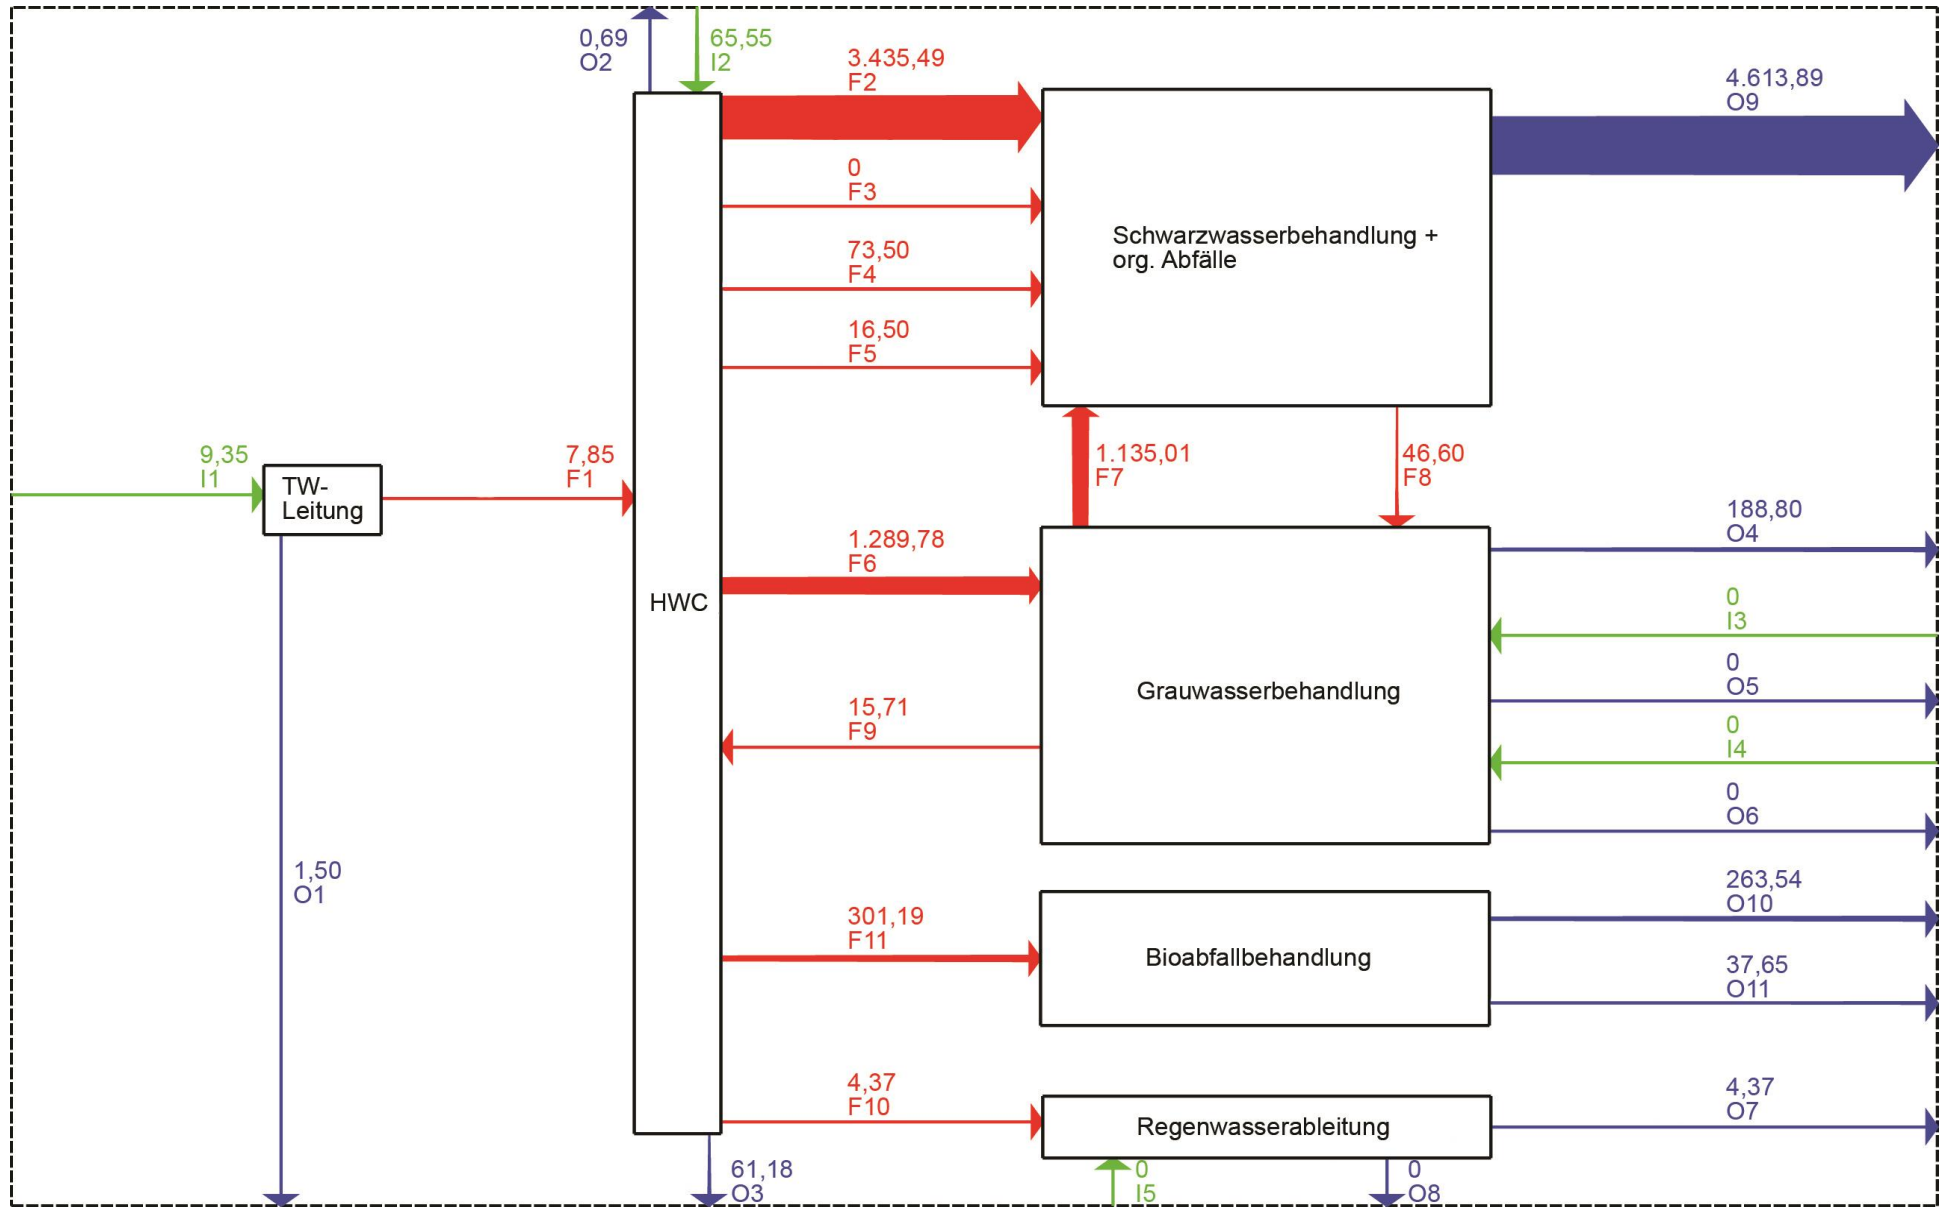 0,69
O2
65,55
I2
3.435,49
F2
4.613,89
O9
0
F3
Schwarzwasserbehandlung +
org. Abfälle
73,50
F4
16,50
F5
9,35
I1
TW-
Leitung
7,85
F1
1.135,01
F7
46,60
F8
188,80
O4
1.289,78
F6
HWC
0
I3
0
O5
Grauwasserbehandlung
15,71
F9
0
I4
0
O6
1,50
O1
263,54
O10
301,19
F11
Bioabfallbehandlung
37,65
O11
4,37
F10
Regenwasserableitung
4,37
O7
61,18
O3
0
I5
0
O8